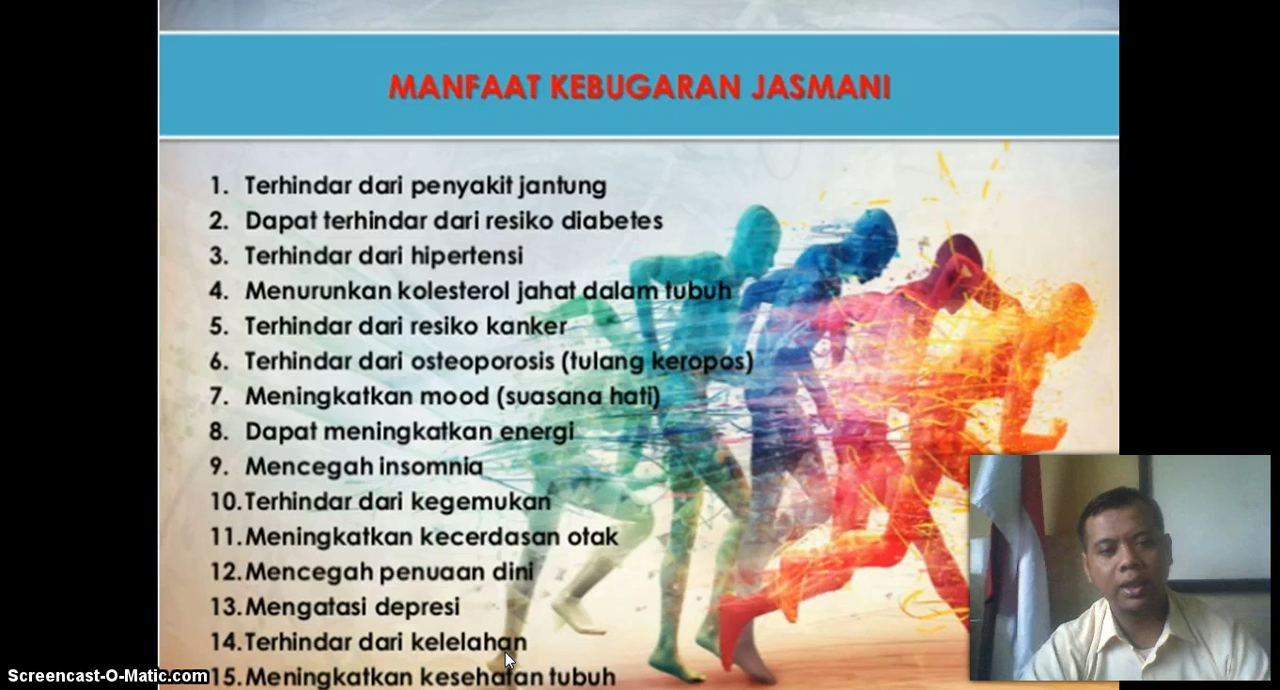 MANFAAT KEBUGARAN JASMANI
1. Terhindar dari penyakit jantung
2. Dapat terhindar dari resiko diabetes
3. Terhindar dari hipertensi
4. Menurunkan kolesterol jahat dalam tubuh
5. Terhindar dari resiko kanker
6. Terhindar dari osteoporosis (tulang keropos)
7. Meningkatkan mood (suasana hati)
8. Dapat meningkatkan energi
9. Mencegah insomnia
10. Terhindar dari kegemukan
11. Meningkatkan kecerdasan otak
12. Mencegah penuaan dini
13. Mengatasi depresi
14. Terhindar dari kelelahan
15. Meningkatkan kesehatan tubuh
Screencast-O-Matic.com